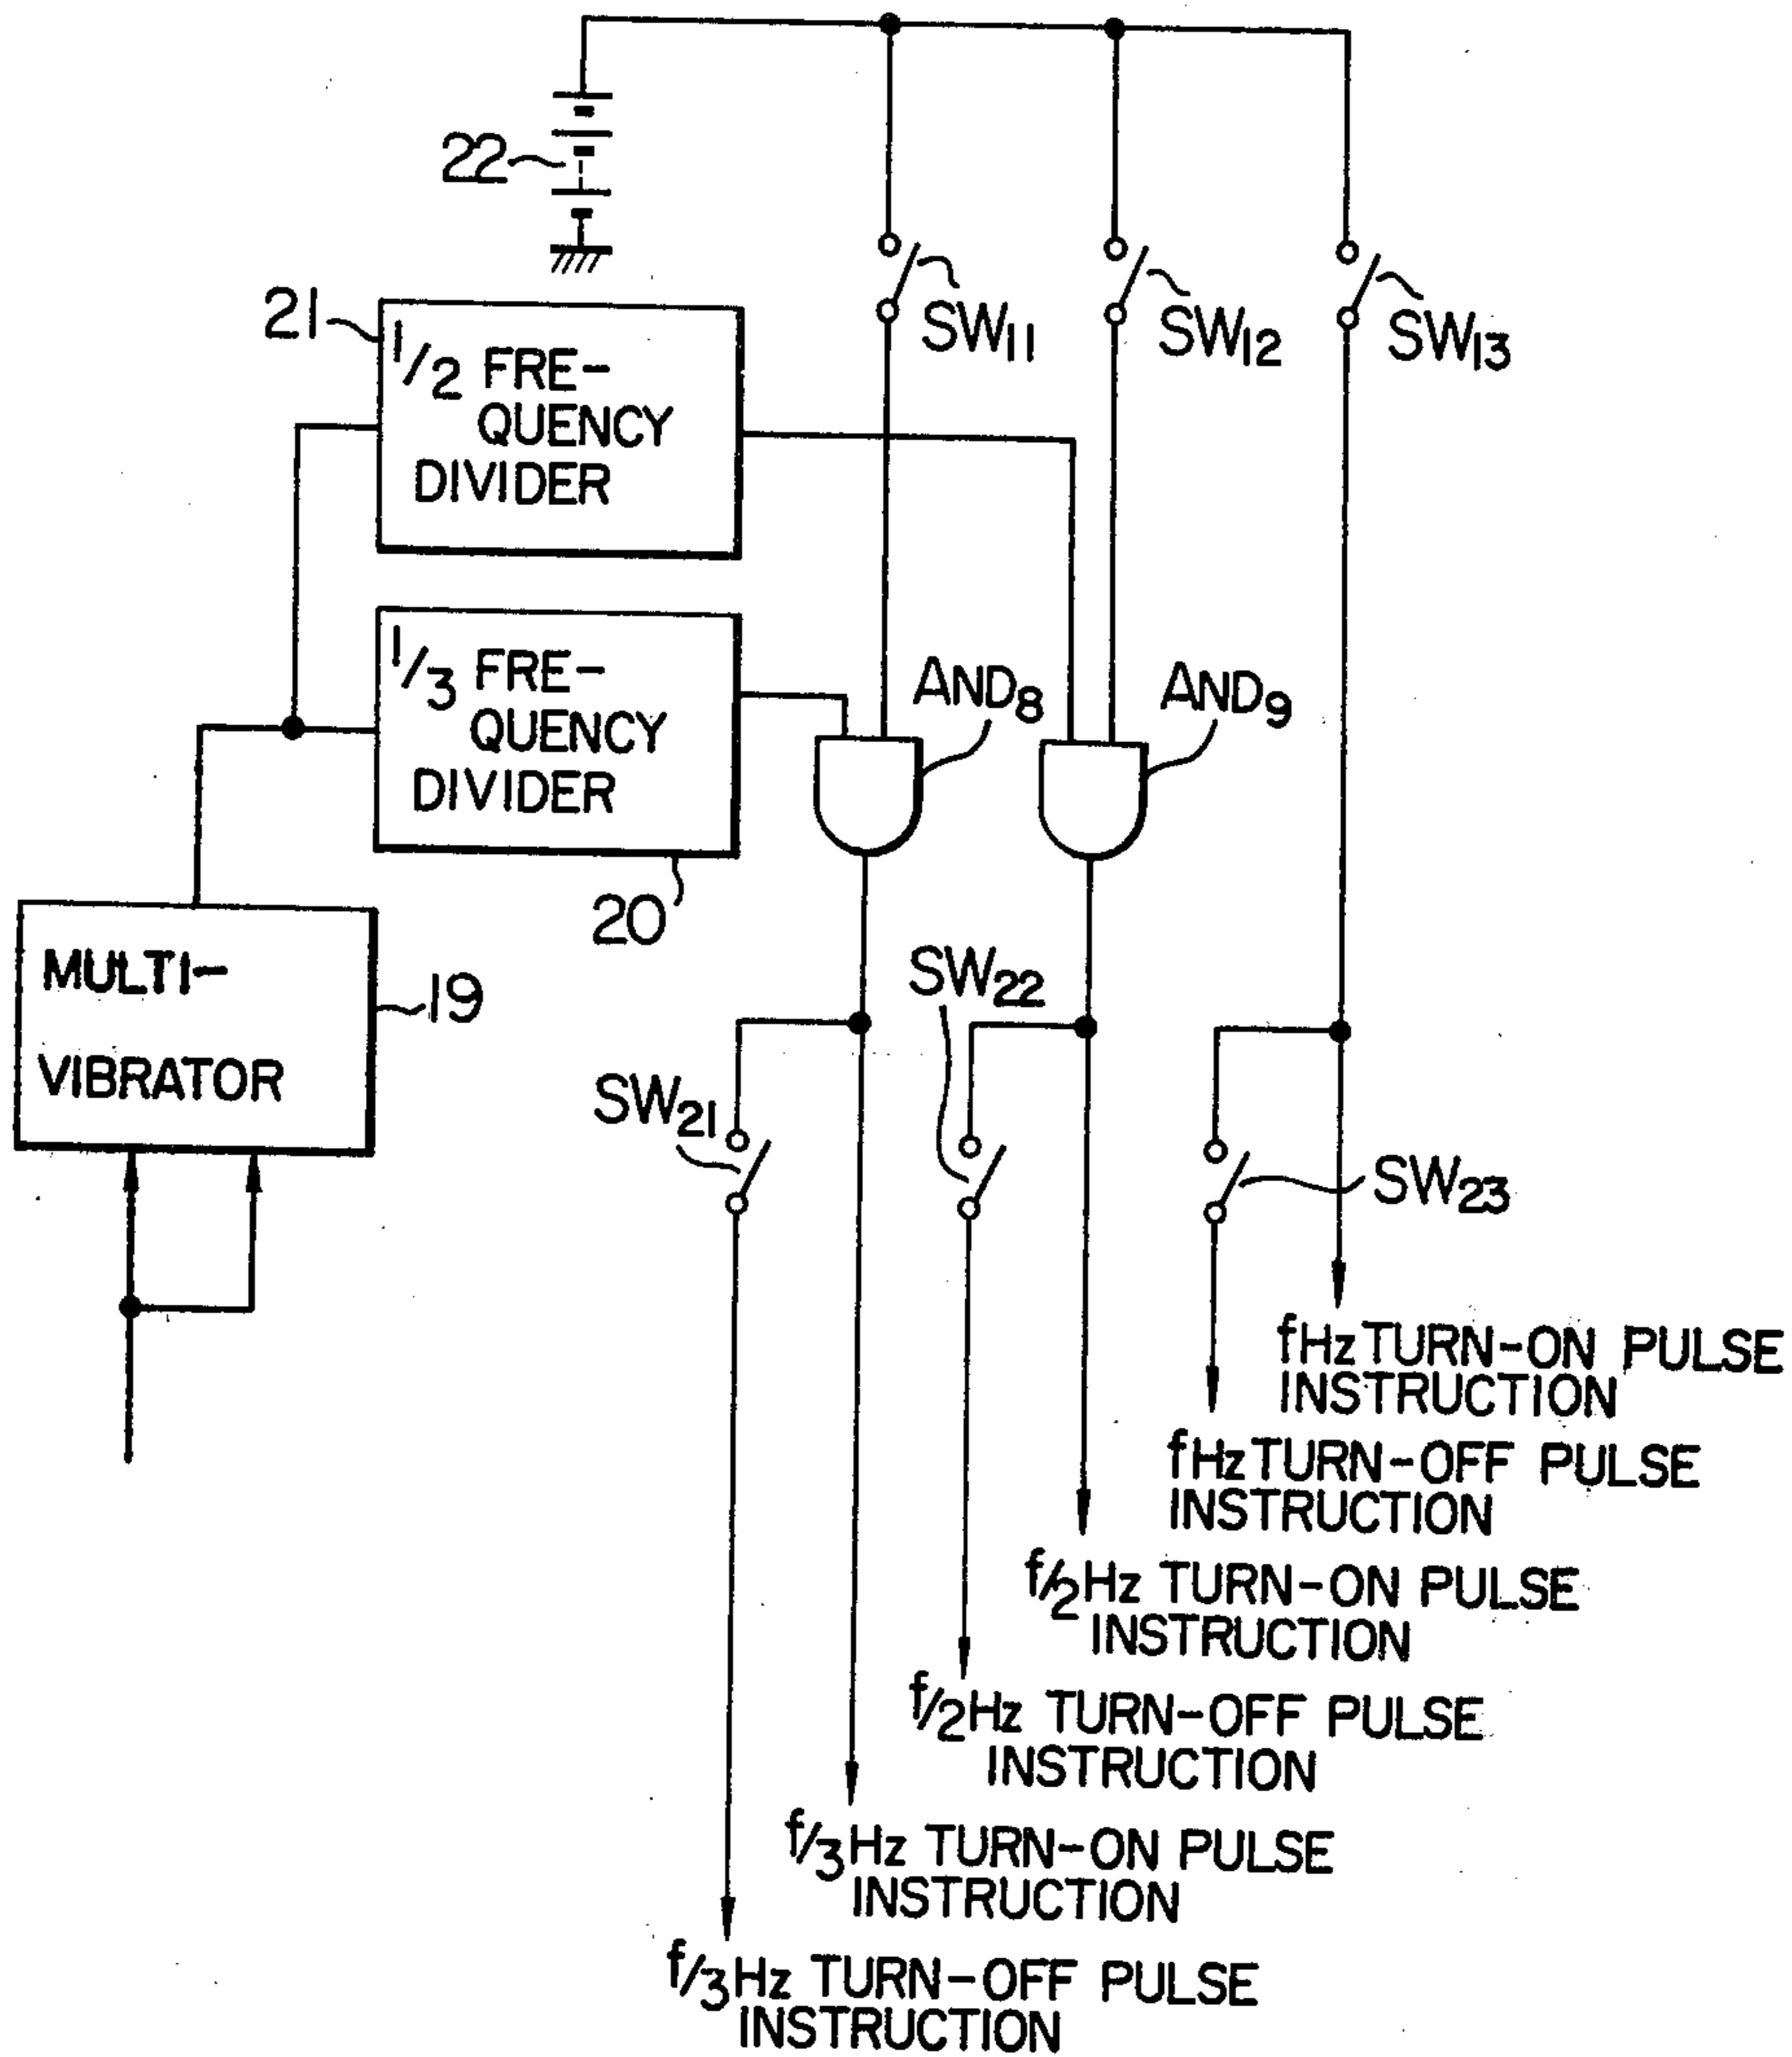 22
21
1/2 FRE-
QUENCY
DIVIDER
SW11
SW12
SW13
1/3 FRE-
QUENCY
DIVIDER
AND8
AND9
20
MULTI-
VIBRATOR
19
SW22
SW21
SW23
fHz TURN-ON PULSE
INSTRUCTION
fHz TURN-OFF PULSE
INSTRUCTION
f/2Hz TURN-ON PULSE
INSTRUCTION
f/2Hz TURN-OFF PULSE
INSTRUCTION
f/3Hz TURN-ON PULSE
INSTRUCTION
f/3Hz TURN-OFF PULSE
INSTRUCTION